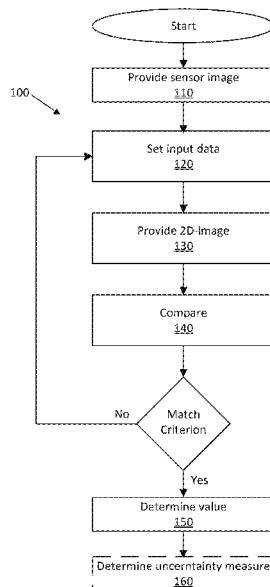 Start
Provide sensor image
110
100
Set input data
120
Provide 2D-Image
130
Compare
140
No
Match
Criterion
Yes
Determine value
150
Determine uncertainty measure
160